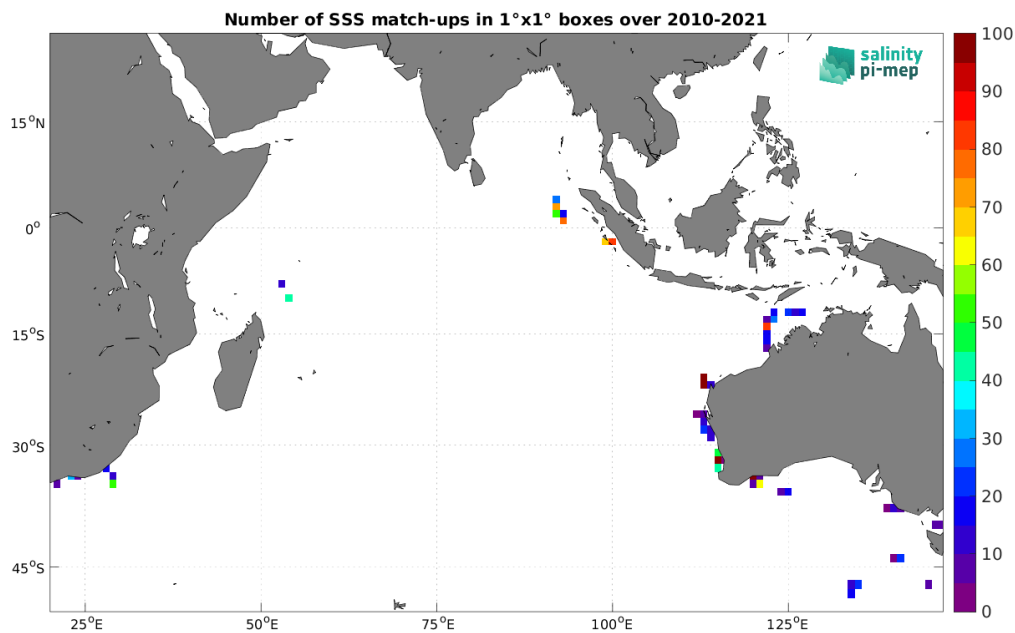 Number of SSS match-ups in 1°x1° boxes over 2010-2021
salinity
pi-mep
100
90
80
70
60
50
40
30
20
10
0
15°N
0°
15°S
30°S
45°S
25°E
50°E
75°E
100°E
125°E